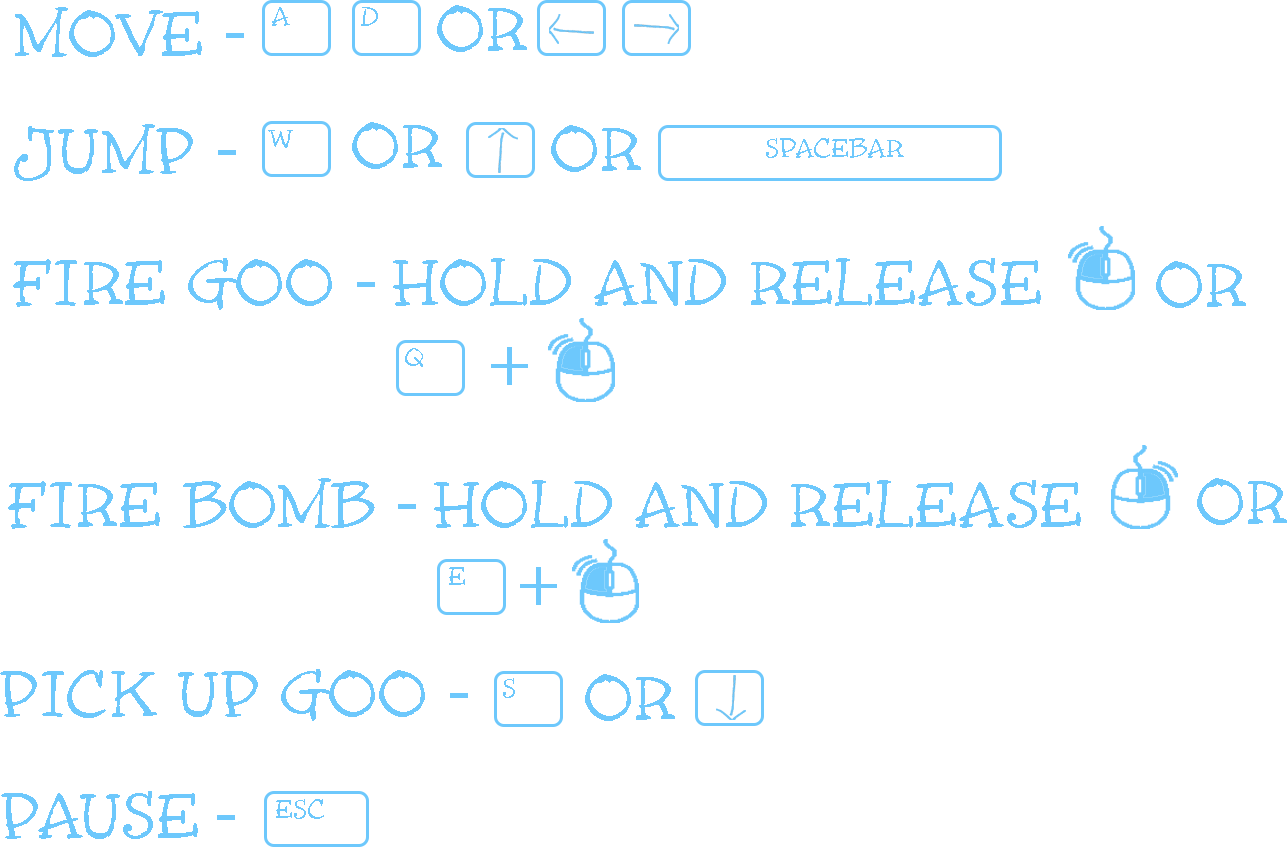 MOVE - A D OR ← →
JUMP - W OR ↑ OR SPACEBAR
FIRE GOO - HOLD AND RELEASE OR
Q +
FIRE BOMB - HOLD AND RELEASE OR
E +
PICK UP GOO - S OR ↓
PAUSE - ESC